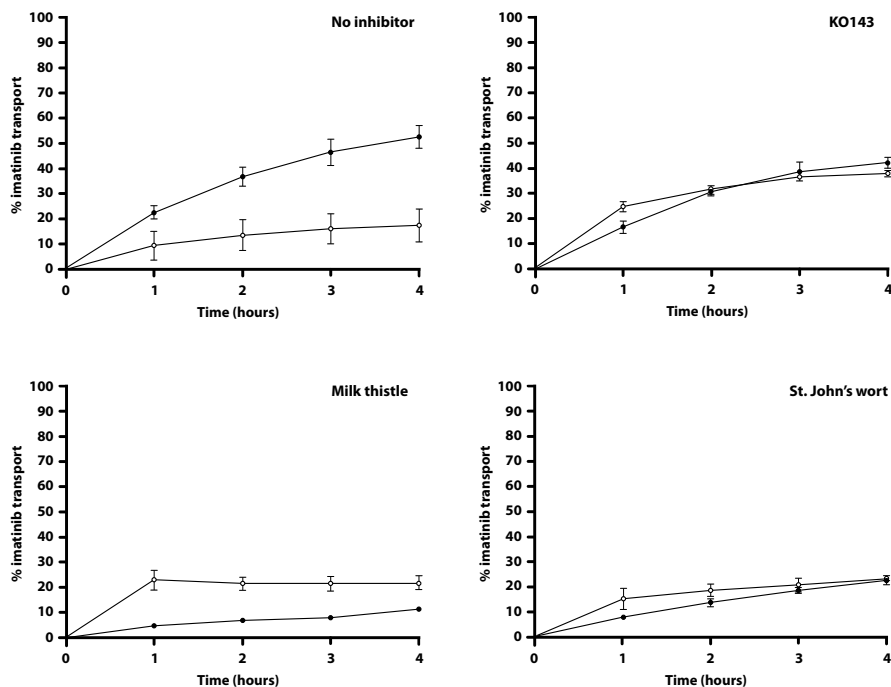 No inhibitor
% imatinib transport
100
90
80
70
60
50
40
30
20
10
0
0 1 2 3 4
Time (hours)
KO143
% imatinib transport
100
90
80
70
60
50
40
30
20
10
0
0 1 2 3 4
Time (hours)
Milk thistle
% imatinib transport
100
90
80
70
60
50
40
30
20
10
0
0 1 2 3 4
Time (hours)
St. John’s wort
% imatinib transport
100
90
80
70
60
50
40
30
20
10
0
0 1 2 3 4
Time (hours)